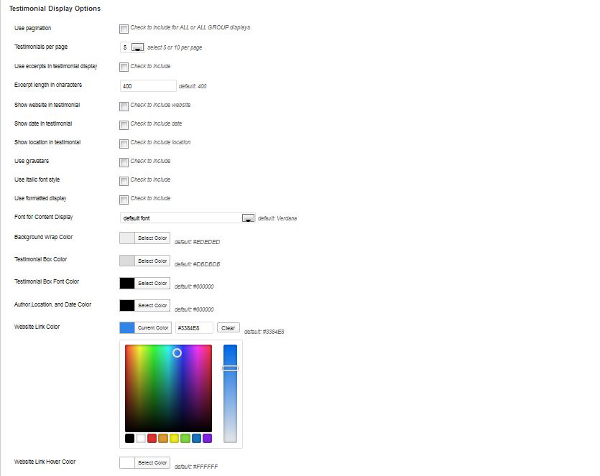 Testimonial Display Options
Use pagination Check to include for ALL or ALL GROUP displays
Testimonials per page 5 select 5 or 10 per page
Use excerpts in testimonial display Check to include
Excerpt length in characters 400 default: 400
Show website in testimonial Check to include website
Show date in testimonial Check to include date
Show location in testimonial Check to include location
Use gravatars Check to include
Use italic font style Check to include
Use formatted display Check to include
Font for Content Display default font default: Verdana
Background Wrap Color Select Color default: #EDEDED
Testimonial Box Color Select Color default: #DBDBDB
Testimonial Box Font Color Select Color default: #000000
Author,Location, and Date Color Select Color default: #000000
Website Link Color Current Color #3384E8 Clear default: #3384E8
Website Link Hover Color Select Color default: #FFFFFF